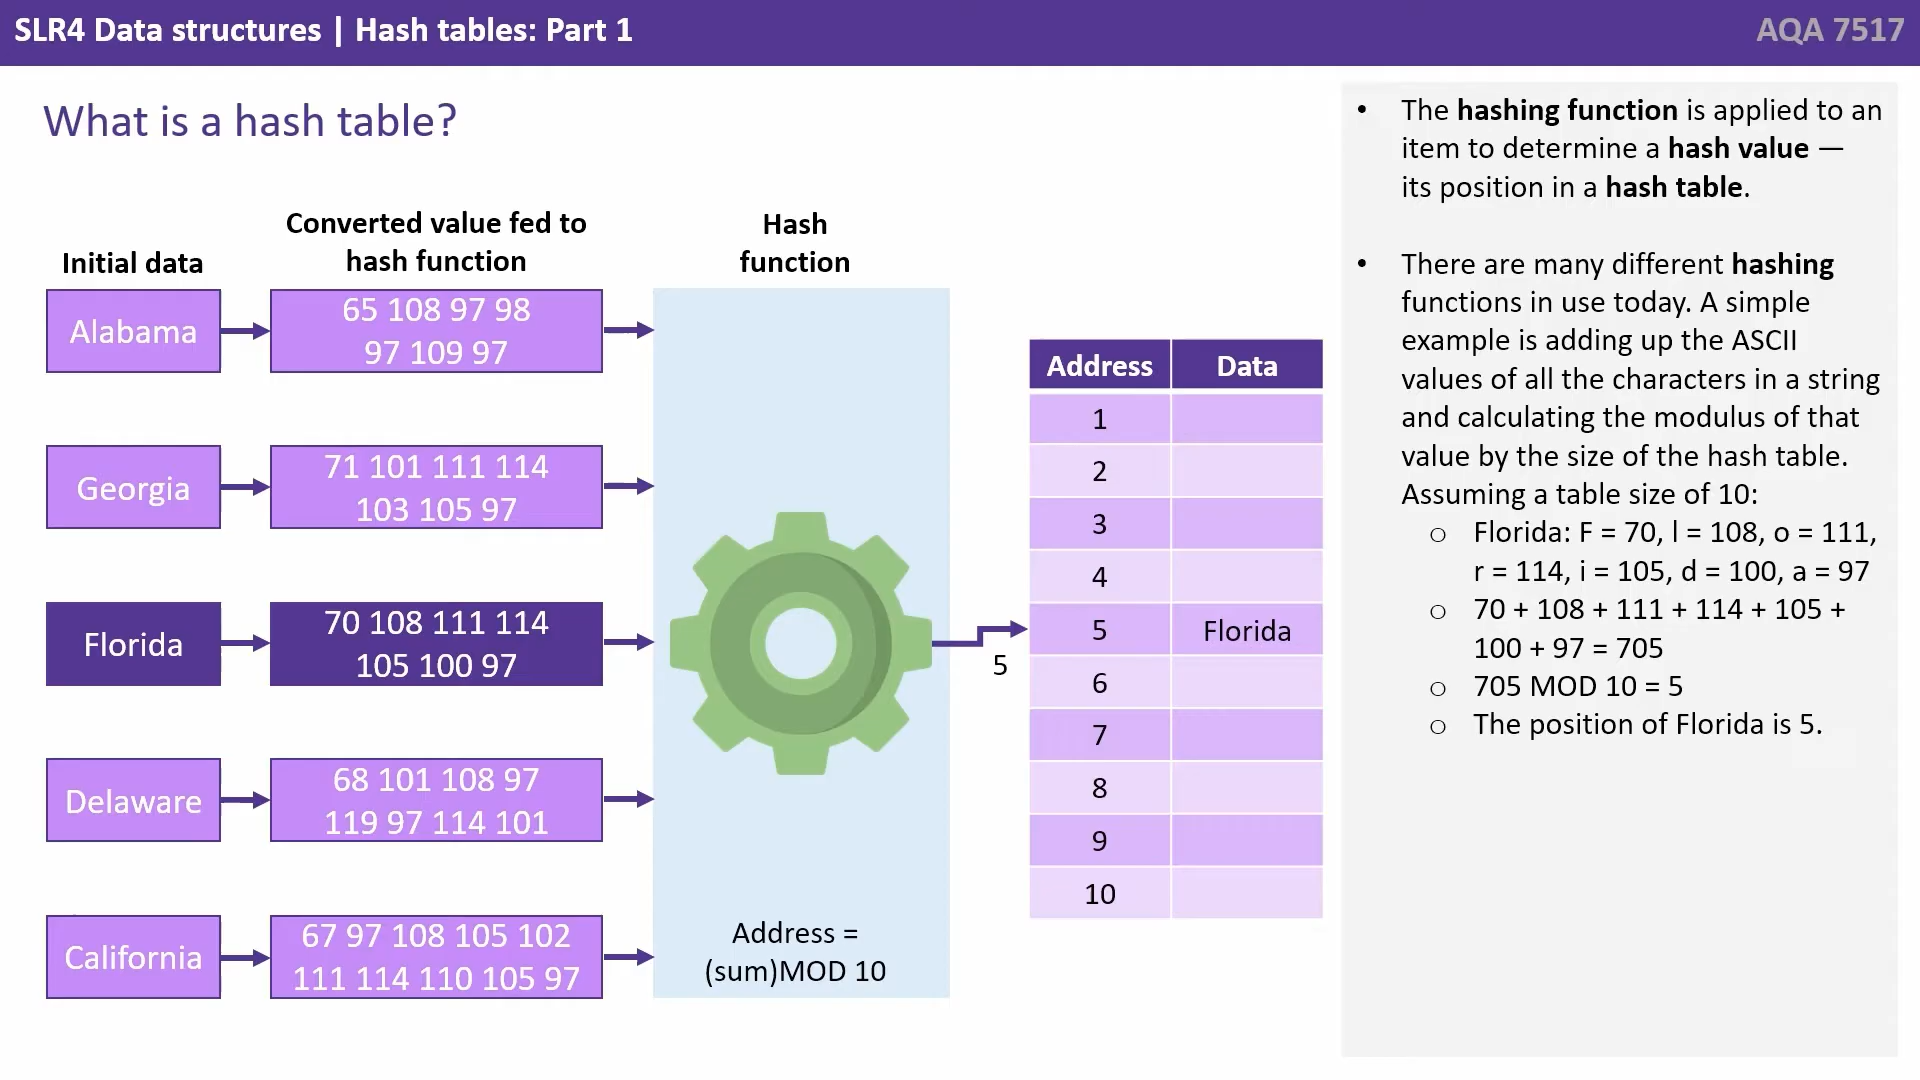 SLR4 Data structures | Hash tables: Part 1
AQA 7517
What is a hash table?
Initial data
Converted value fed to
hash function
Hash
function
Alabama
65 108 97 98
97 109 97
Georgia
71 101 111 114
103 105 97
Florida
70 108 111 114
105 100 97
Delaware
68 101 108 97
119 97 114 101
California
67 97 108 105 102
111 114 110 105 97
Address =
(sum)MOD 10
5
Address Data
1
2
3
4
5 Florida
6
7
8
9
10
• The hashing function is applied to an
item to determine a hash value —
its position in a hash table.
• There are many different hashing
functions in use today. A simple
example is adding up the ASCII
values of all the characters in a string
and calculating the modulus of that
value by the size of the hash table.
Assuming a table size of 10:
○ Florida: F = 70, l = 108, o = 111,
r = 114, i = 105, d = 100, a = 97
○ 70 + 108 + 111 + 114 + 105 +
100 + 97 = 705
○ 705 MOD 10 = 5
○ The position of Florida is 5.